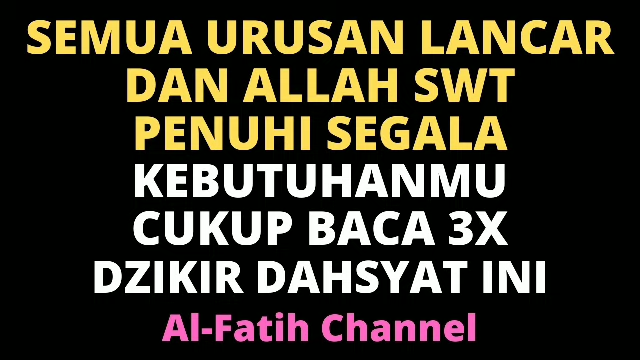 SEMUA URUSAN LANCAR
DAN ALLAH SWT
PENUHI SEGALA
KEBUTUHANMU
CUKUP BACA 3X
DZIKIR DAHSYAT INI
Al-Fatih Channel